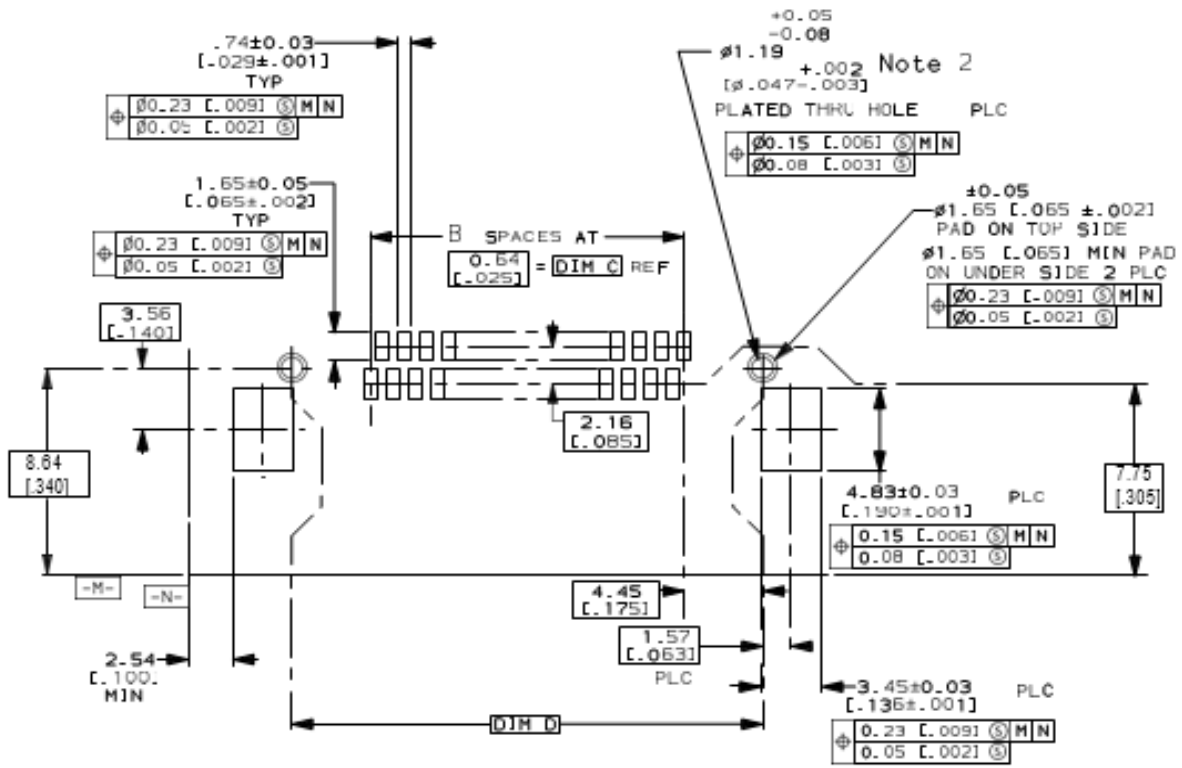 .74±0.03
[.029±.001]
TYP
⌖ Ø0.23 [.009] Ⓢ M N
Ø0.05 [.002] Ⓢ
1.65±0.05
[.065±.002]
TYP
⌖ Ø0.23 [.009] Ⓢ M N
Ø0.05 [.002] Ⓢ
3.56
[.140]
8.64
[.340]
-M-
-N-
2.54
[.100.
MIN
B SPACES AT
0.64
[.025]
= DIM C REF
2.16
[.085]
4.45
[.175]
1.57
[.063]
PLC
DIM D
+0.05
-0.08
ø1.19
+.002 Note 2
[ø.047-.003]
PLATED THRU HOLE PLC
⌖ Ø0.15 [.006] Ⓢ M N
Ø0.08 [.003] Ⓢ
±0.05
ø1.65 [.065 ±.002]
PAD ON TOP SIDE
ø1.65 [.065] MIN PAD
ON UNDER SIDE 2 PLC
⌖ Ø0.23 [.009] Ⓢ M N
Ø0.05 [.002] Ⓢ
7.75
[.305]
4.83±0.03 PLC
[.190±.001]
⌖ 0.15 [.006] Ⓢ M N
0.08 [.003] Ⓢ
3.45±0.03 PLC
[.136±.001]
⌖ 0.23 [.009] Ⓢ M N
0.05 [.002] Ⓢ